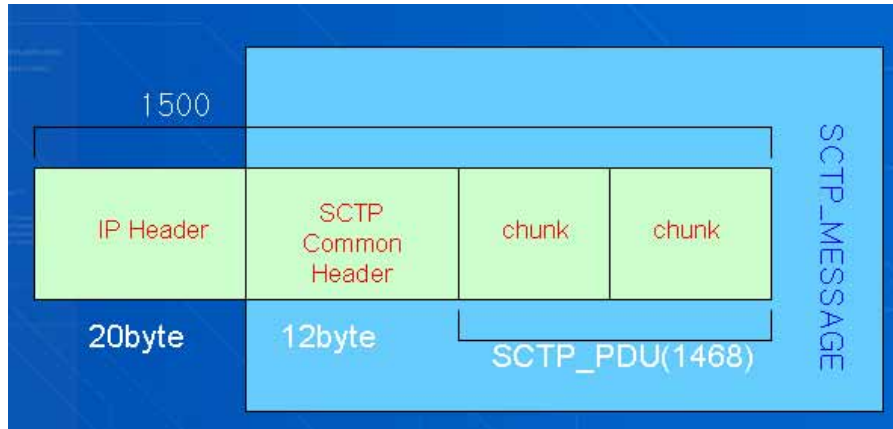 1500
IP Header
SCTP
Common
Header
chunk
chunk
20byte
12byte
SCTP_PDU(1468)
SCTP_MESSAGE